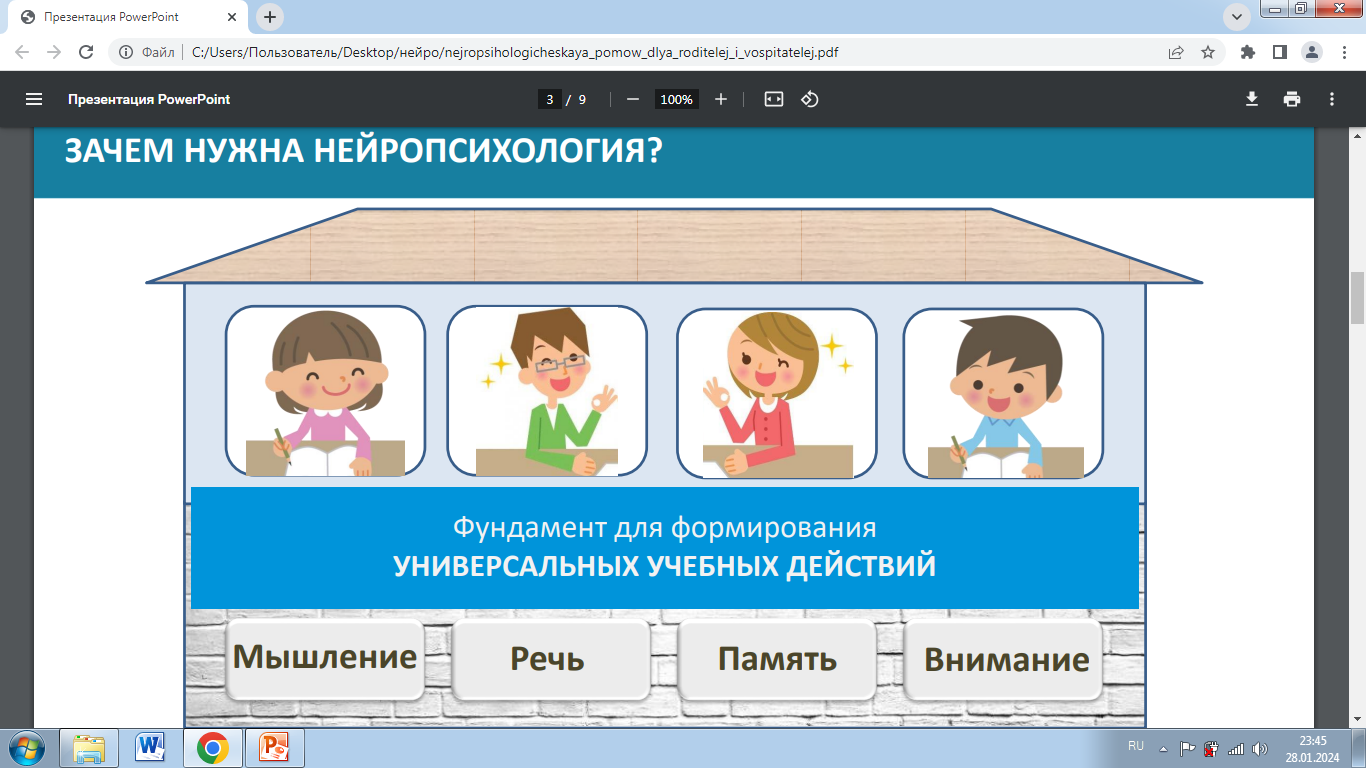 Презентация PowerPoint
Файл
C:/Users/Пользователь/Desktop/нейро/nejropsihologicheskaya_pomow_dlya_roditelej_i_vospitatelej.pdf
Презентация PowerPoint
3 / 9
100%
ЗАЧЕМ НУЖНА НЕЙРОПСИХОЛОГИЯ?
Фундамент для формирования
УНИВЕРСАЛЬНЫХ УЧЕБНЫХ ДЕЙСТВИЙ
Мышление
Речь
Память
Внимание
RU
23:45
28.01.2024